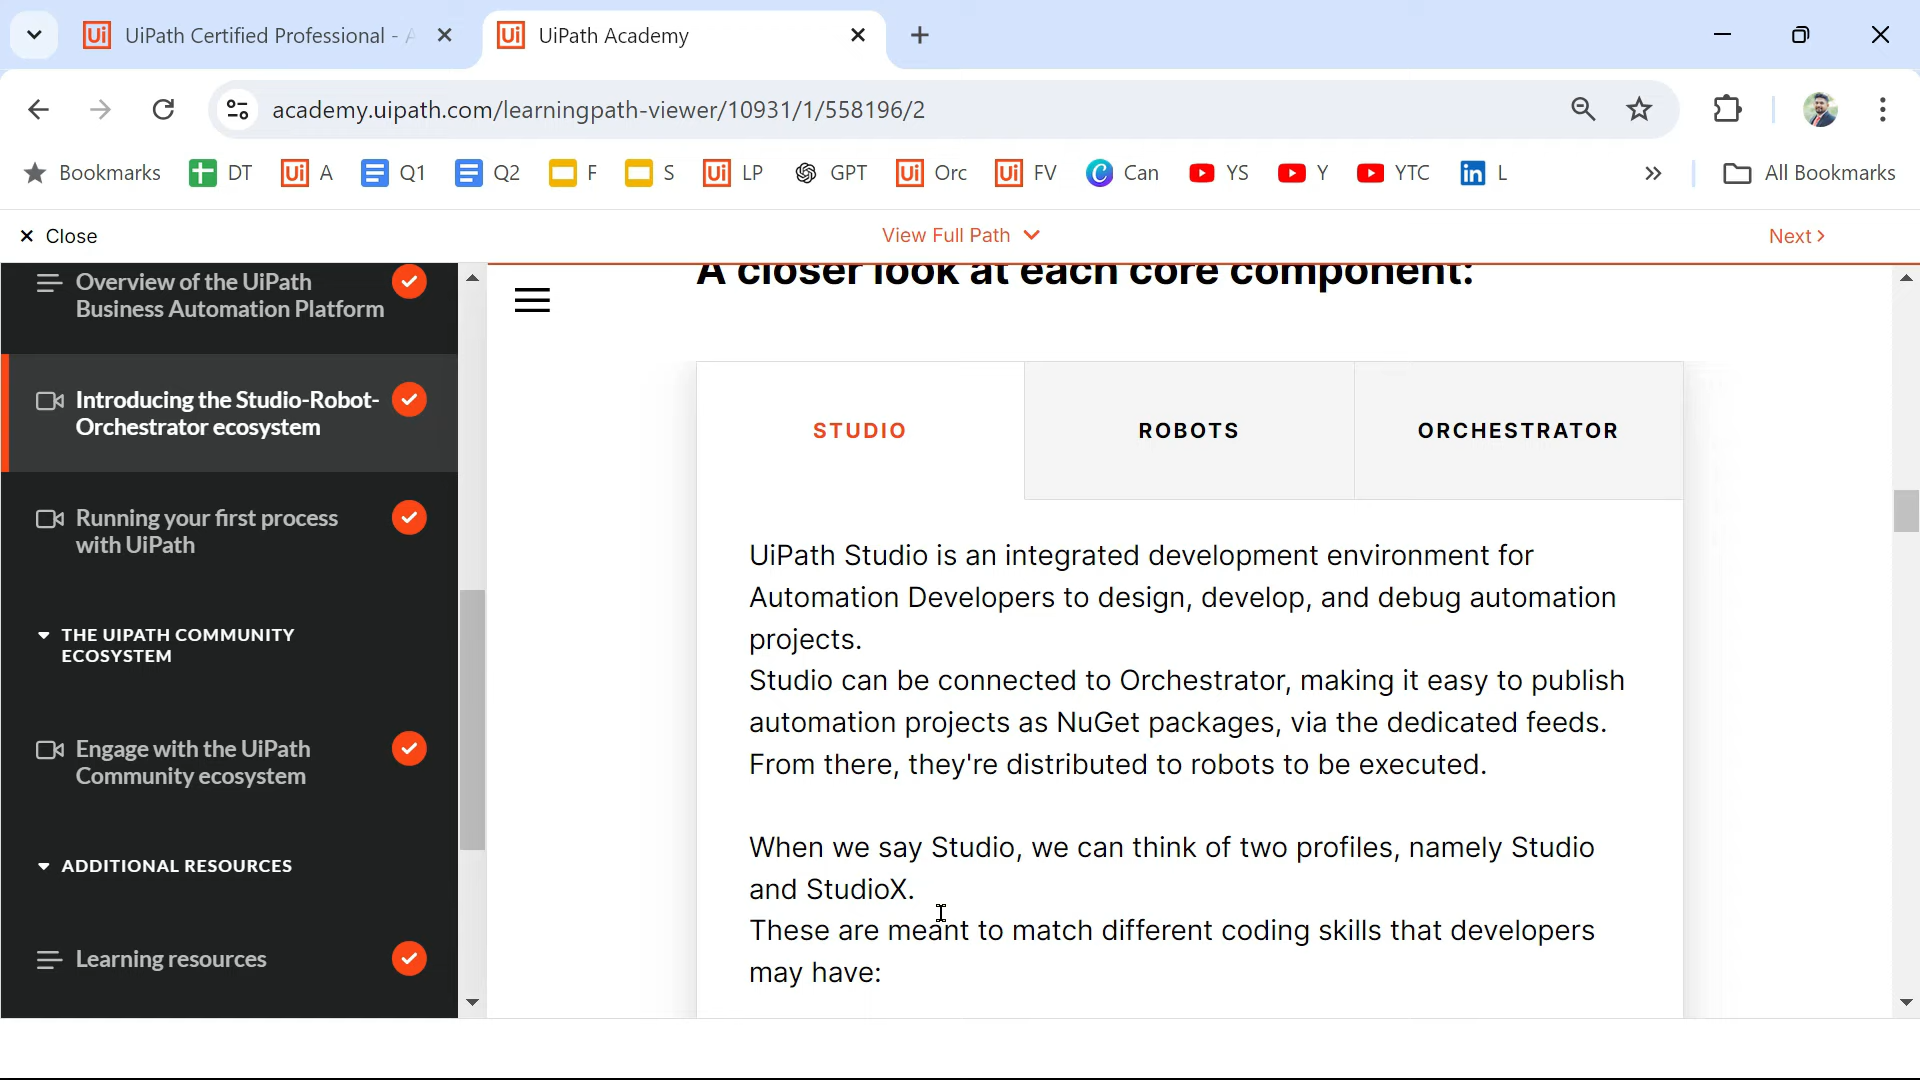 UiPath Certified Professional - A
UiPath Academy
academy.uipath.com/learningpath-viewer/10931/1/558196/2
Bookmarks
DT
Ui A
Q1
Q2
F
S
Ui LP
GPT
Ui Orc
Ui FV
Can
YS
Y
YTC
in L
All Bookmarks
Close
View Full Path
Next
Overview of the UiPath
Business Automation Platform
Introducing the Studio-Robot-
Orchestrator ecosystem
Running your first process
with UiPath
THE UIPATH COMMUNITY
ECOSYSTEM
Engage with the UiPath
Community ecosystem
ADDITIONAL RESOURCES
Learning resources
A closer look at each core component:
STUDIO
ROBOTS
ORCHESTRATOR
UiPath Studio is an integrated development environment for
Automation Developers to design, develop, and debug automation
projects.
Studio can be connected to Orchestrator, making it easy to publish
automation projects as NuGet packages, via the dedicated feeds.
From there, they're distributed to robots to be executed.
When we say Studio, we can think of two profiles, namely Studio
and StudioX.
These are meant to match different coding skills that developers
may have: